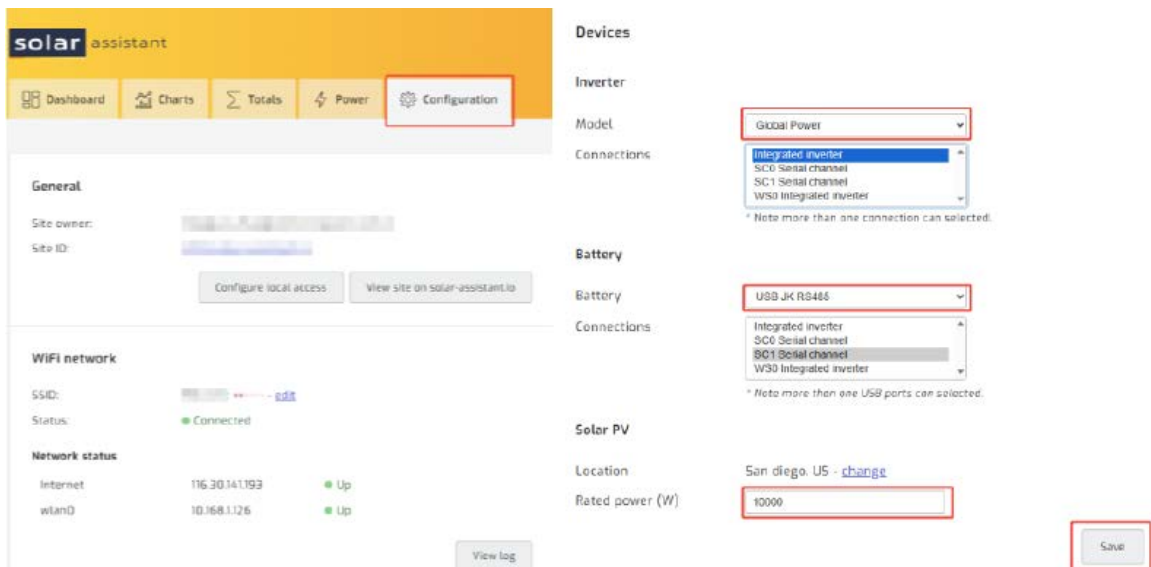 solar assistant
Dashboard
Charts
Totals
Power
Configuration
General
Site owner:
Site ID:
Configure local access
View site on solar-assistant.io
WiFi network
SSID:
edit
Status:
Connected
Network status
Internet 116.30.141.193 Up
wlan0 10.168.1.126 Up
View log
Devices
Inverter
Model Global Power
Connections Integrated inverter
SC0 Serial channel
SC1 Serial channel
WS0 Integrated inverter
* Note more than one connection can selected.
Battery
Battery USB JK RS485
Connections Integrated inverter
SC0 Serial channel
SC1 Serial channel
WS0 Integrated inverter
* Note more than one USB ports can selected.
Solar PV
Location San diego, US - change
Rated power (W) 10000
Save